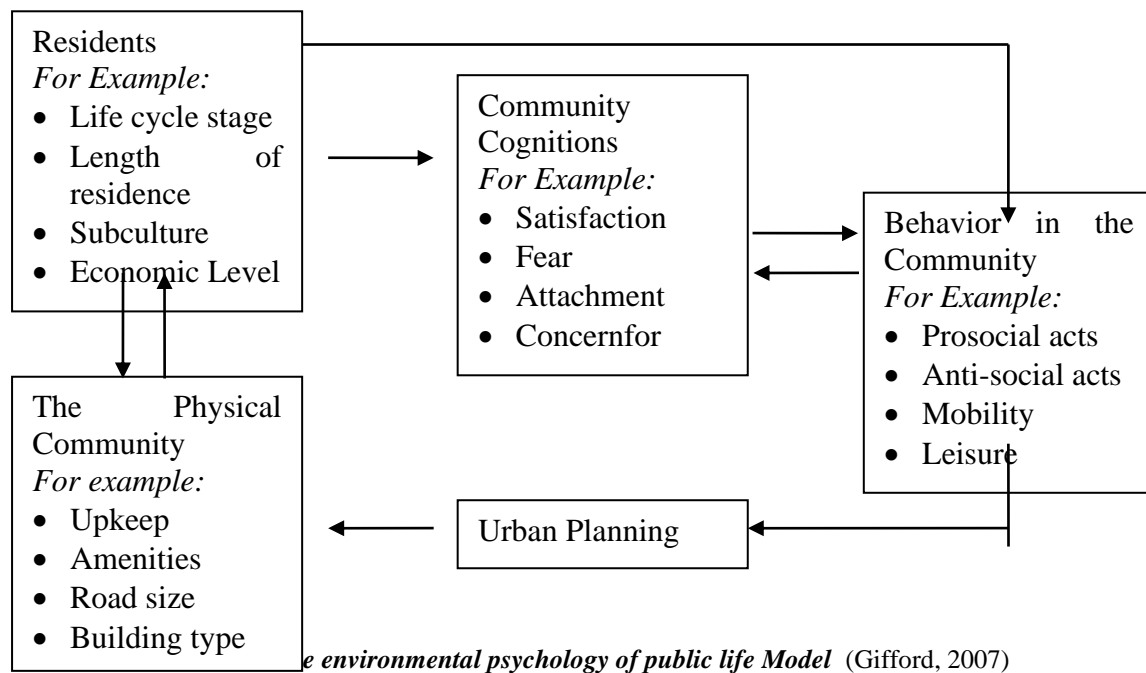 Residents
For Example:
• Life cycle stage
• Length of
residence
• Subculture
• Economic Level
Community
Cognitions
For Example:
• Satisfaction
• Fear
• Attachment
• Concernfor
Behavior in the
Community
For Example:
• Prosocial acts
• Anti-social acts
• Mobility
• Leisure
The Physical
Community
For example:
• Upkeep
• Amenities
• Road size
• Building type
Urban Planning
e environmental psychology of public life Model (Gifford, 2007)